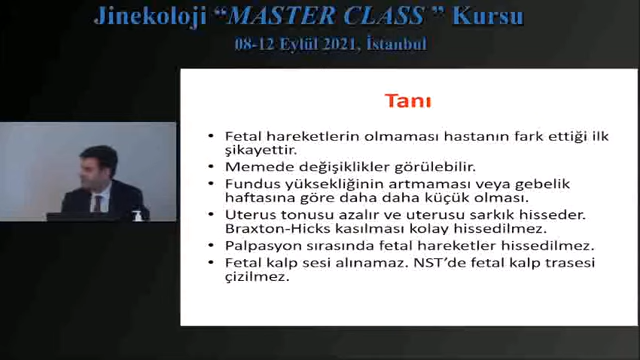 Jinekoloji “MASTER CLASS ” Kursu
08-12 Eylül 2021, İstanbul
Tanı
• Fetal hareketlerin olmaması hastanın fark ettiği ilk
şikayettir.
• Memede değişiklikler görülebilir.
• Fundus yüksekliğinin artmaması veya gebelik
haftasına göre daha daha küçük olması.
• Uterus tonusu azalır ve uterusu sarkık hisseder.
Braxton-Hicks kasılması kolay hissedilmez.
• Palpasyon sırasında fetal hareketler hissedilmez.
• Fetal kalp sesi alınamaz. NST’de fetal kalp trasesi
çizilmez.